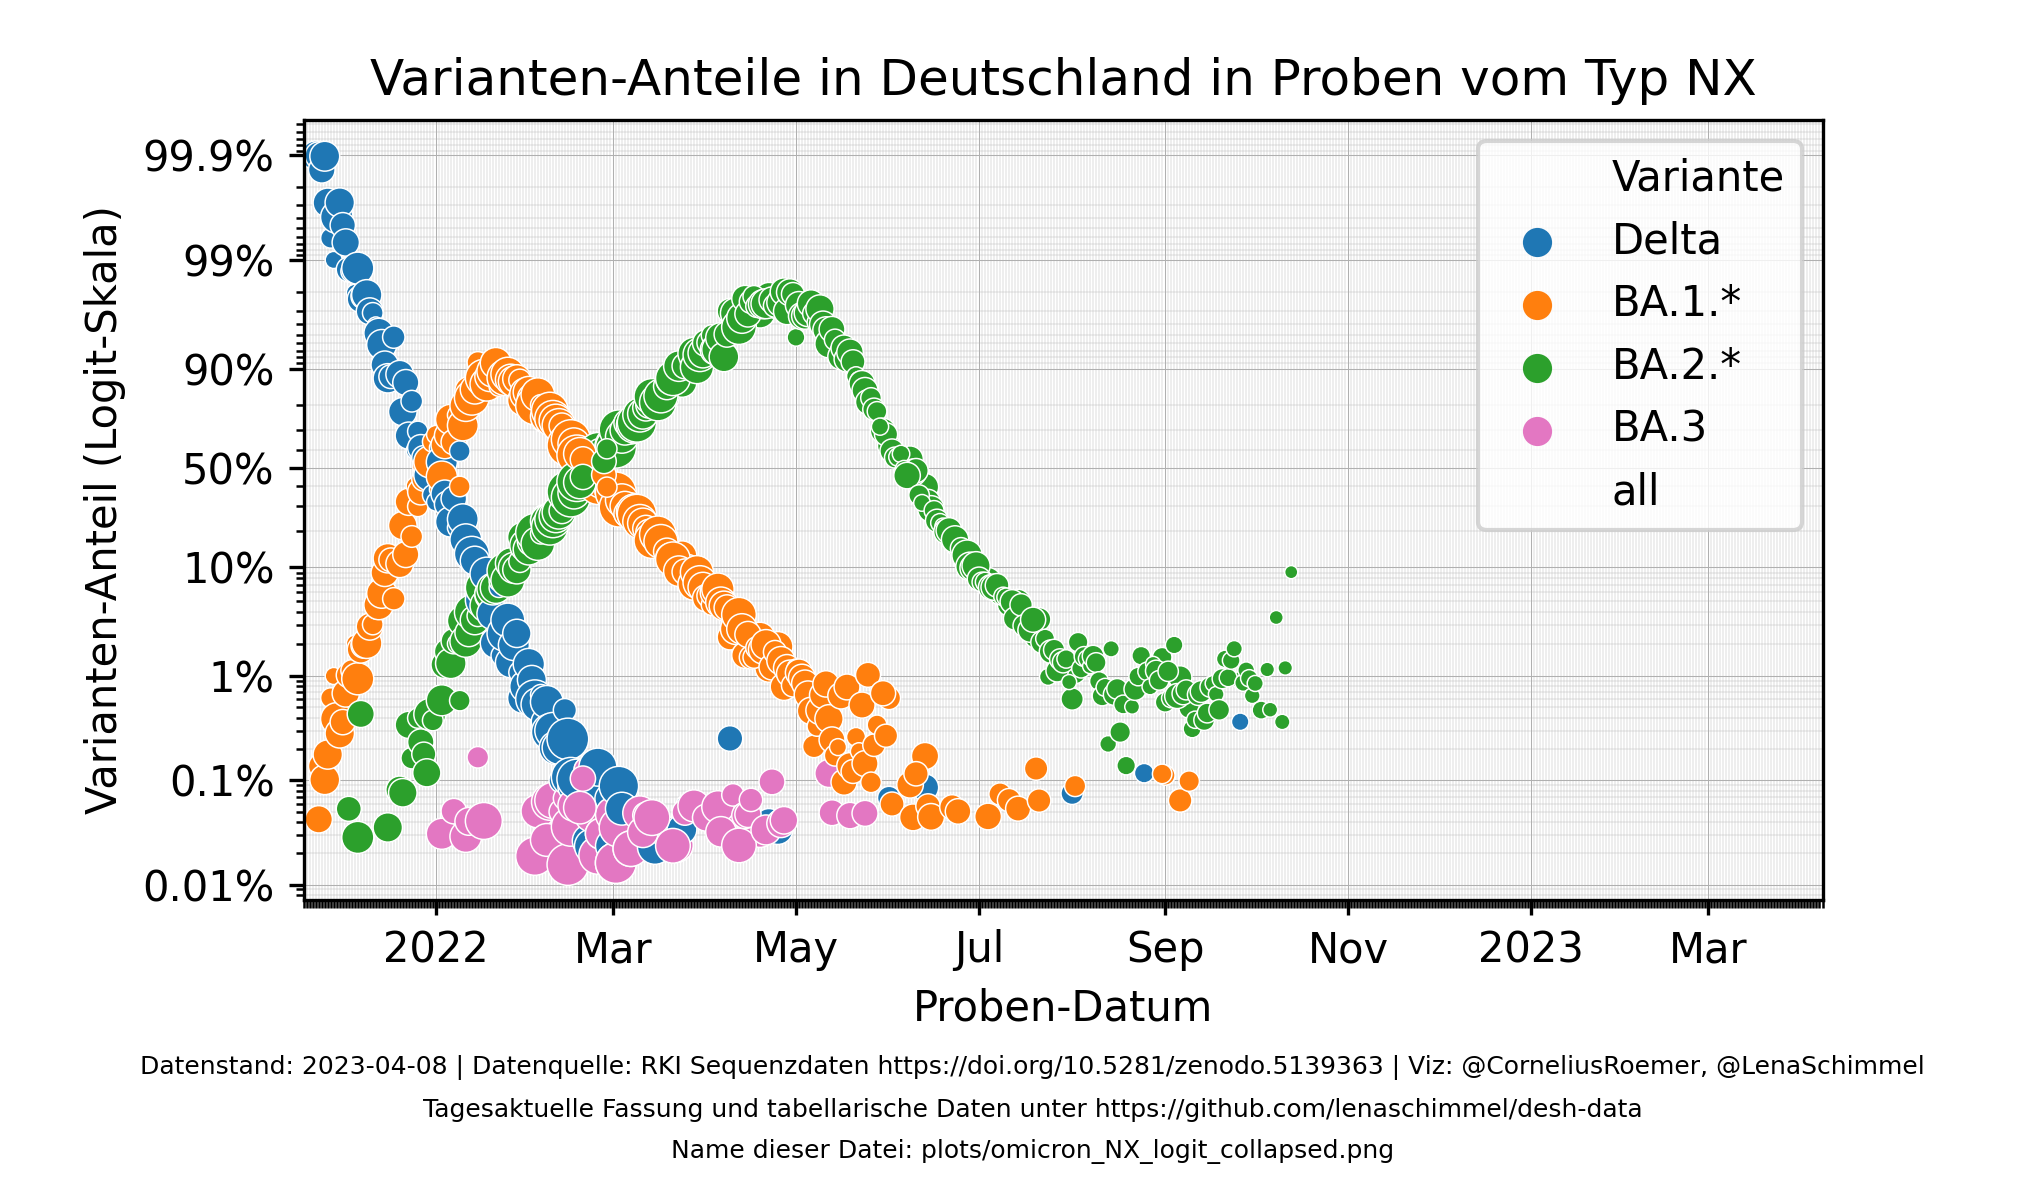 Varianten-Anteile in Deutschland in Proben vom Typ NX
Varianten-Anteil (Logit-Skala)
99.9%
99%
90%
50%
10%
1%
0.1%
0.01%
Variante
Delta
BA.1.*
BA.2.*
BA.3
all
2022 Mar May Jul Sep Nov 2023 Mar
Proben-Datum
Datenstand: 2023-04-08 | Datenquelle: RKI Sequenzdaten https://doi.org/10.5281/zenodo.5139363 | Viz: @CorneliusRoemer, @LenaSchimmel
Tagesaktuelle Fassung und tabellarische Daten unter https://github.com/lenaschimmel/desh-data
Name dieser Datei: plots/omicron_NX_logit_collapsed.png